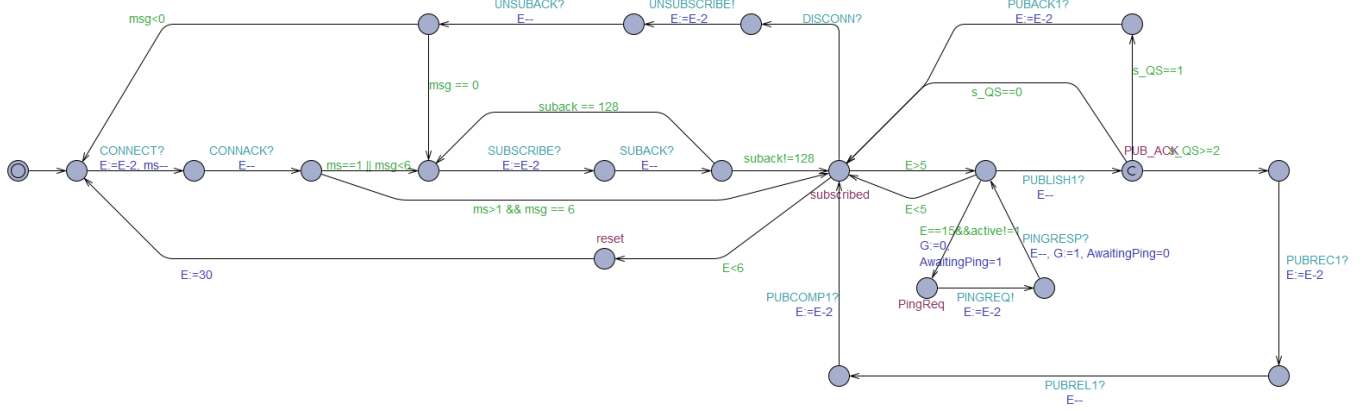 UNSUBACK?
E--
UNSUBSCRIBE!
E:=E-2
DISCONN?
PUBACK1?
E:=E-2
msg<0
msg == 0
s_QS==1
s_QS==0
suback == 128
CONNECT?
E:=E-2, ms--
CONNACK?
E--
ms==1 || msg<6
SUBSCRIBE?
E:=E-2
SUBACK?
E--
suback!=128
subscribed
E>5
E<5
PUBLISH1?
E--
PUB_ACK
s_QS>=2
ms>1 && msg == 6
reset
E:=30
E<6
E==15&&active!=1
G:=0,
AwaitingPing=1
PINGRESP?
E--, G:=1, AwaitingPing=0
PingReq
PINGREQ!
E:=E-2
PUBREC1?
E:=E-2
PUBCOMP1?
E:=E-2
PUBREL1?
E--